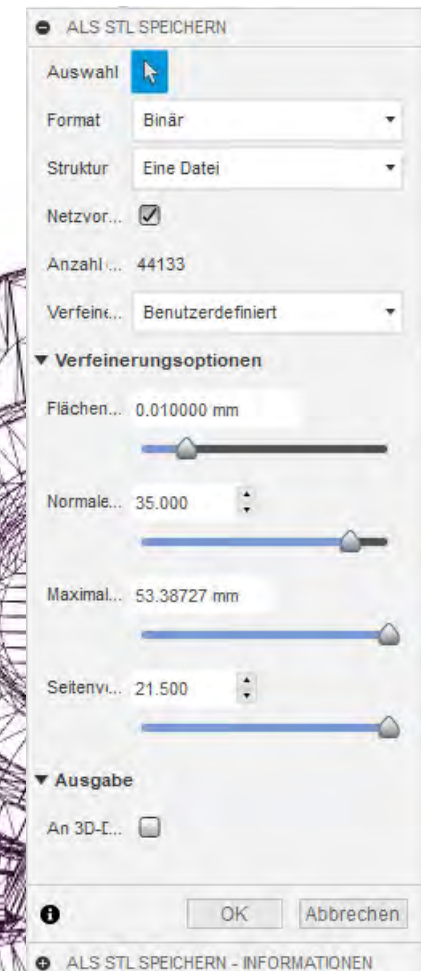 ALS STL SPEICHERN
Auswahl
Format Binär
Struktur Eine Datei
Netzvor...
Anzahl ... 44133
Verfeine... Benutzerdefiniert
Verfeinerungsoptionen
Flächen... 0.010000 mm
Normale... 35.000
Maximal... 53.38727 mm
Seitenve... 21.500
Ausgabe
An 3D-D...
OK Abbrechen
ALS STL SPEICHERN - INFORMATIONEN